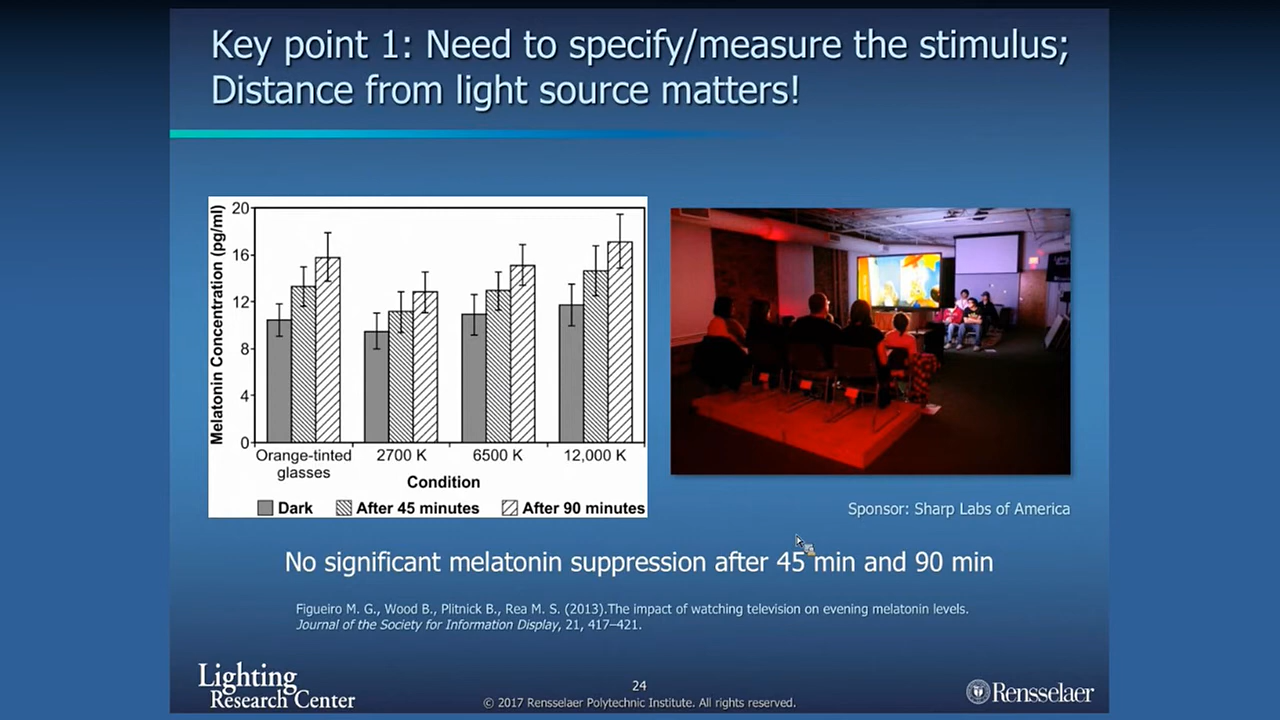 Key point 1: Need to specify/measure the stimulus;
Distance from light source matters!
Melatonin Concentration (pg/ml)
20
16
12
8
4
0
Orange-tinted
glasses
2700 K
6500 K
12,000 K
Condition
Dark
After 45 minutes
After 90 minutes
Sponsor: Sharp Labs of America
No significant melatonin suppression after 45 min and 90 min
Figueiro M. G., Wood B., Plitnick B., Rea M. S. (2013).The impact of watching television on evening melatonin levels.
Journal of the Society for Information Display, 21, 417–421.
Lighting
Research Center
24
© 2017 Rensselaer Polytechnic Institute. All rights reserved.
Rensselaer